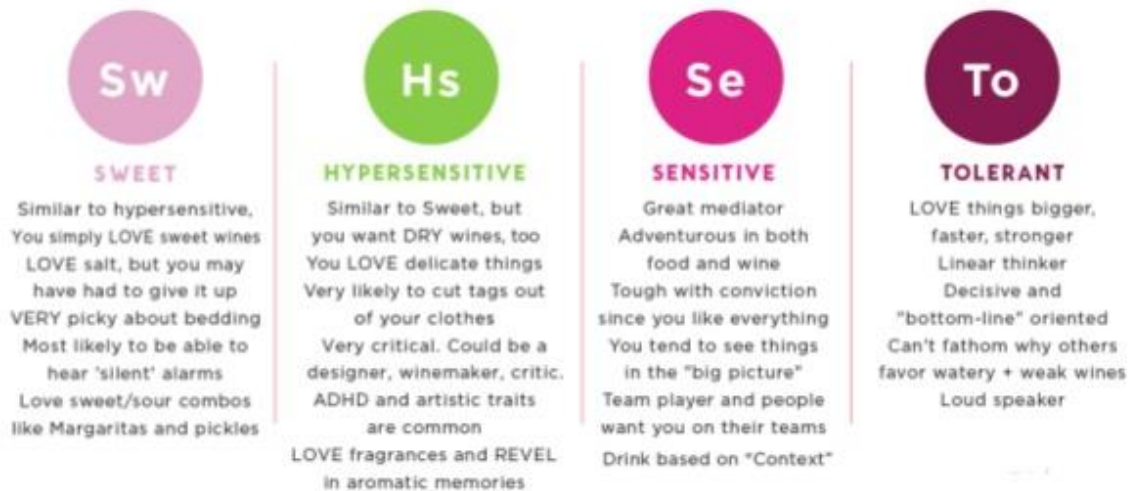 Sw
SWEET
Similar to hypersensitive,
You simply LOVE sweet wines
LOVE salt, but you may
have had to give it up
VERY picky about bedding
Most likely to be able to
hear 'silent' alarms
Love sweet/sour combos
like Margaritas and pickles
Hs
HYPERSENSITIVE
Similar to Sweet, but
you want DRY wines, too
You LOVE delicate things
Very likely to cut tags out
of your clothes
Very critical. Could be a
designer, winemaker, critic.
ADHD and artistic traits
are common
LOVE fragrances and REVEL
in aromatic memories
Se
SENSITIVE
Great mediator
Adventurous in both
food and wine
Tough with conviction
since you like everything
You tend to see things
in the "big picture"
Team player and people
want you on their teams
Drink based on "Context"
To
TOLERANT
LOVE things bigger,
faster, stronger
Linear thinker
Decisive and
"bottom-line" oriented
Can't fathom why others
favor watery + weak wines
Loud speaker